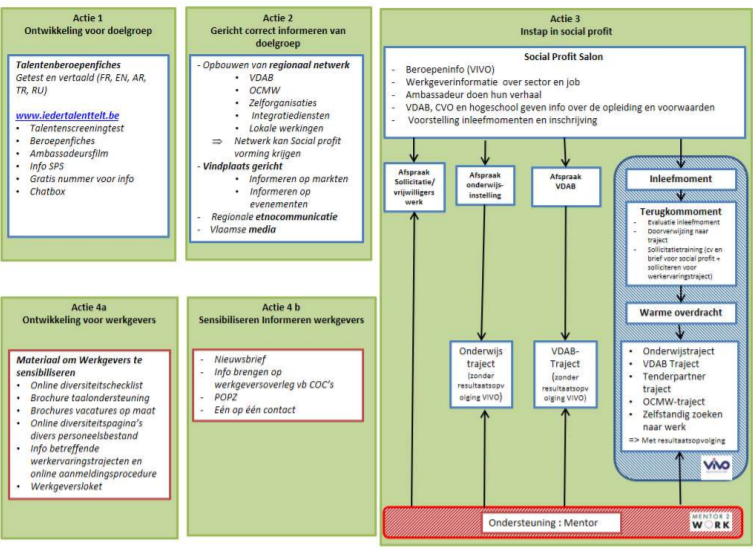 Actie 1
Ontwikkeling voor doelgroep
Talentenberoepenfiches
Getest en vertaald (FR, EN, AR,
TR, RU)
www.iedertalenttelt.be
• Talentenscreeningtest
• Beroepenfiches
• Ambassadeursfilm
• Info SPS
• Gratis nummer voor info
• Chatbox
Actie 2
Gericht correct informeren van
doelgroep
- Opbouwen van regionaal netwerk
• VDAB
• OCMW
• Zelforganisaties
• Integratiediensten
• Lokale werkingen
⇒ Netwerk kan Social profit
vorming krijgen
- Vindplaats gericht
• Informeren op markten
• Informeren op
evenementen
- Regionale etnocommunicatie
- Vlaamse media
Actie 3
Instap in social profit
Social Profit Salon
- Beroepeninfo (VIVO)
- Werkgeverinformatie over sector en job
- Ambassadeur doen hun verhaal
- VDAB, CVO en hogeschool geven info over de opleiding en voorwaarden
- Voorstelling inleefmomenten en inschrijving
Afspraak
Sollicitatie/
vrijwilligers
werk
Afspraak
onderwijs-
instelling
Afspraak
VDAB
Inleefmoment
Terugkommoment
- Evaluatie inleefmoment
- Doorverwijzing naar
traject
- Sollicitatietraining (cv en
brief voor social profit +
solliciteren voor
werkervaringstraject)
Warme overdracht
Onderwijs
traject
(zonder
resultaatsopv
olging VIVO)
VDAB-
Traject
(zonder
resultaatsopv
olging VIVO)
• Onderwijstraject
• VDAB Traject
• Tenderpartner
traject
• OCMW-traject
• Zelfstandig zoeken
naar werk
=> Met resultaatsopvolging
VIVO
Actie 4a
Ontwikkeling voor werkgevers
Materiaal om Werkgevers te
sensibiliseren
• Online diversiteitschecklist
• Brochure taalondersteuning
• Brochures vacatures op maat
• Online diversiteitspagina's
divers personeelsbestand
• Info betreffende
werkervaringstrajecten en
online aanmeldingsprocedure
• Werkgeversloket
Actie 4 b
Sensibiliseren Informeren werkgevers
- Nieuwsbrief
- Info brengen op
werkgeversoverleg vb COC's
- POPZ
- Eén op één contact
Ondersteuning : Mentor
MENTOR 2
WORK